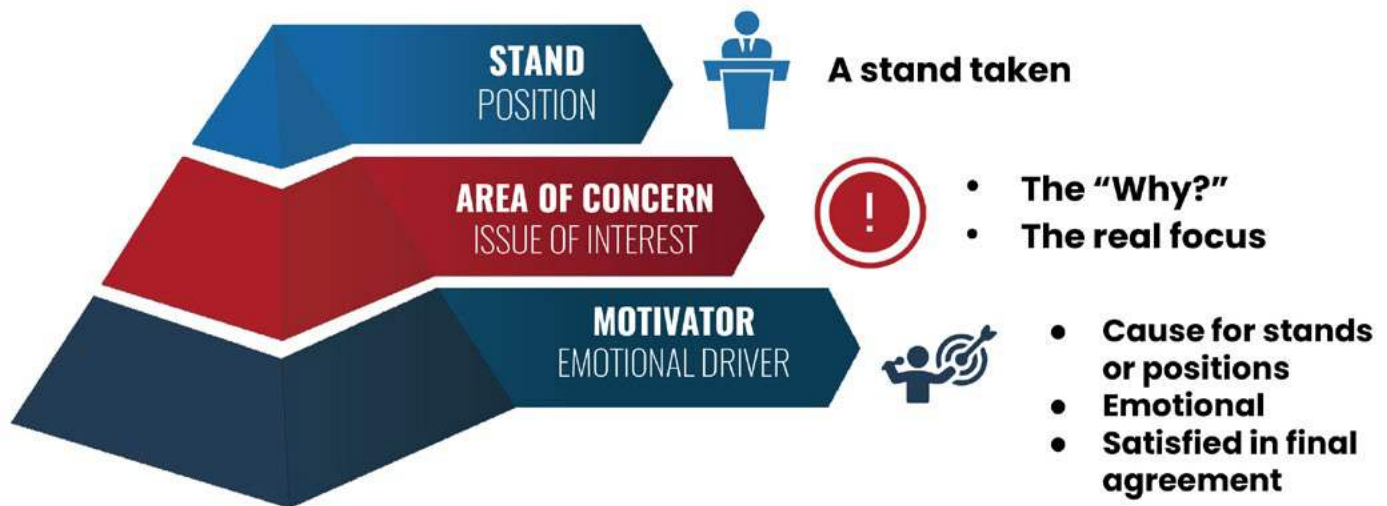 STAND
POSITION
A stand taken
AREA OF CONCERN
ISSUE OF INTEREST
!
• The “Why?”
• The real focus
MOTIVATOR
EMOTIONAL DRIVER
• Cause for stands
or positions
• Emotional
• Satisfied in final
agreement